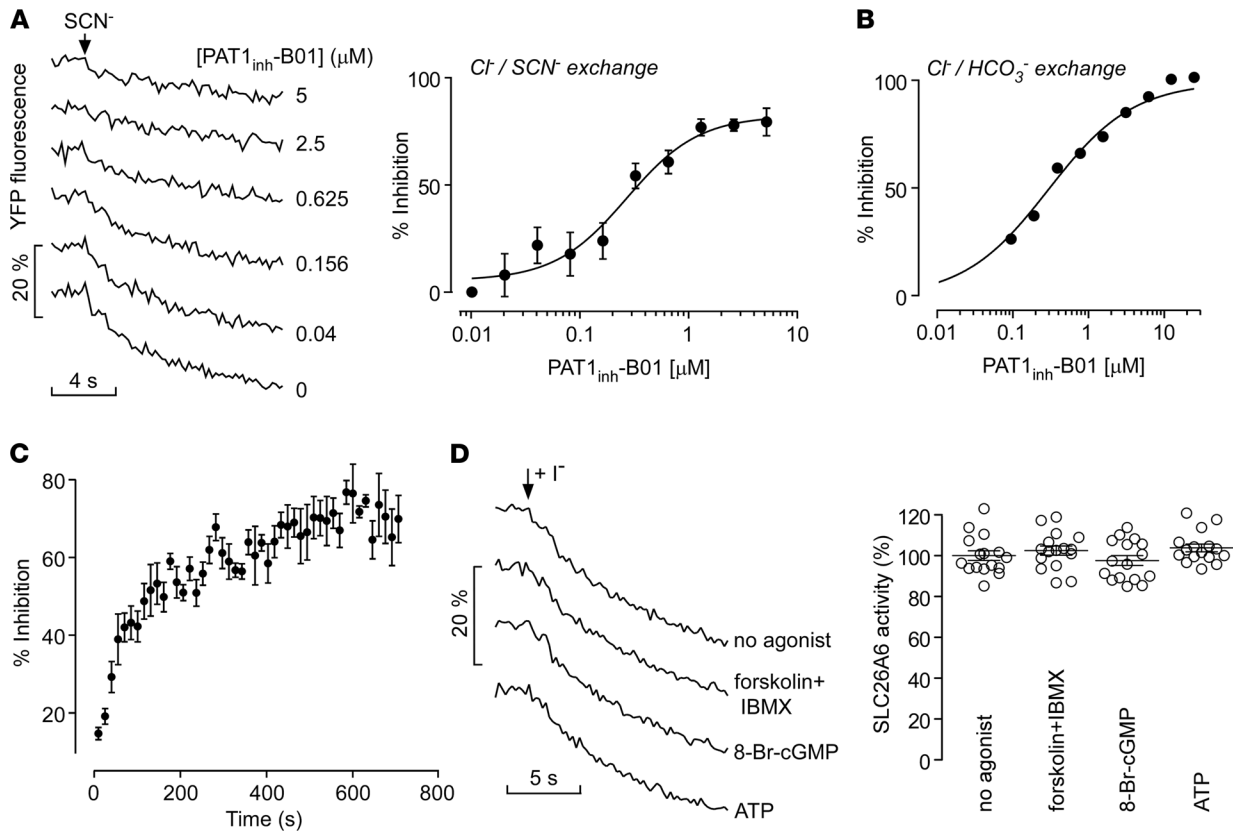 A
SCN-
[PAT1inh-B01] (μM)
YFP fluorescence
20 %
4 s
5
2.5
0.625
0.156
0.04
0
Cl- / SCN- exchange
% Inhibition
100
50
0
0.01
0.1
1
10
PAT1inh-B01 [μM]
B
Cl- / HCO3- exchange
% Inhibition
100
50
0
0.01
0.1
1
10
PAT1inh-B01 [μM]
C
% Inhibition
80
60
40
20
0
200
400
600
800
Time (s)
D
+ I-
20 %
5 s
no agonist
forskolin+
IBMX
8-Br-cGMP
ATP
SLC26A6 activity (%)
120
100
80
60
40
20
0
no agonist
forskolin+IBMX
8-Br-cGMP
ATP